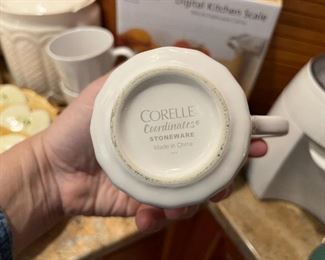 Digital Kitchen Scale
CORELLE
Coordinates®
STONEWARE
Made in China